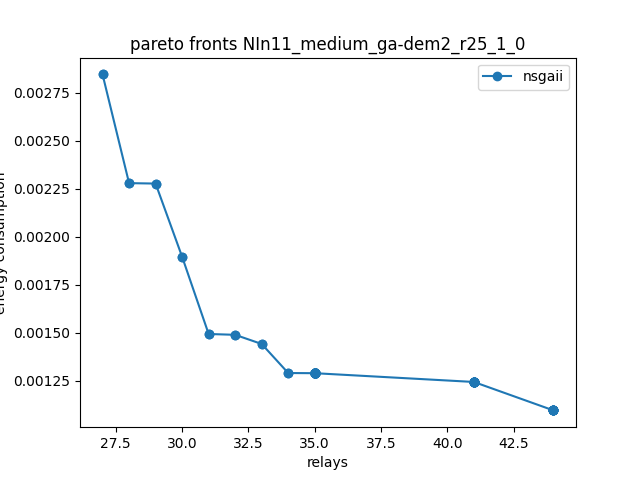 pareto fronts NIn11_medium_ga-dem2_r25_1_0
nsgaii
0.00275
0.00250
0.00225
0.00200
0.00175
0.00150
0.00125
energy consumption
27.5 30.0 32.5 35.0 37.5 40.0 42.5
relays